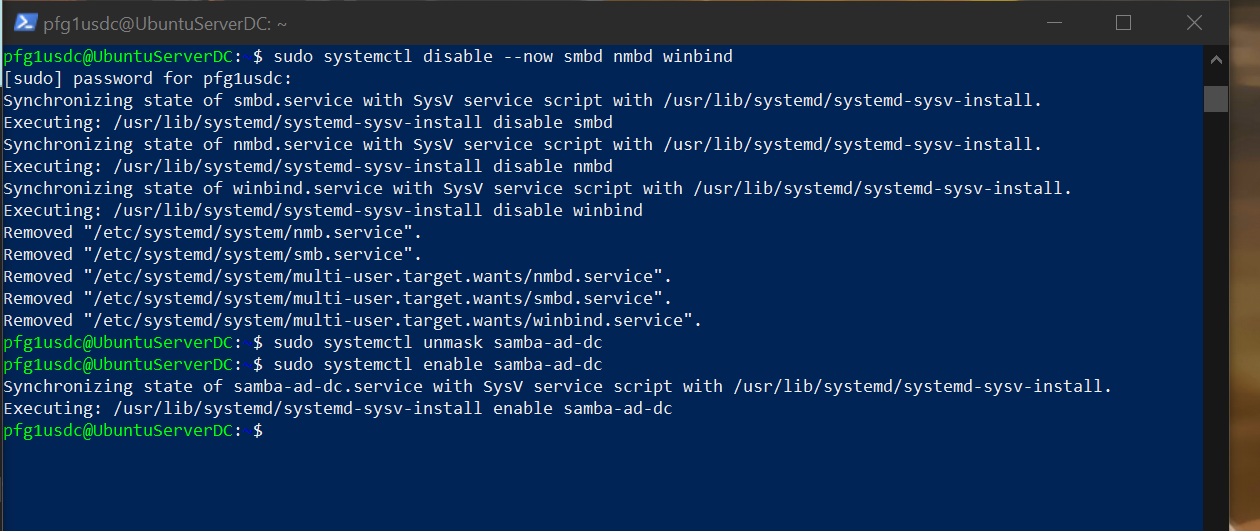 pfg1usdc@UbuntuServerDC: ~
pfg1usdc@UbuntuServerDC:~$ sudo systemctl disable --now smbd nmbd winbind
[sudo] password for pfg1usdc:
Synchronizing state of smbd.service with SysV service script with /usr/lib/systemd/systemd-sysv-install.
Executing: /usr/lib/systemd/systemd-sysv-install disable smbd
Synchronizing state of nmbd.service with SysV service script with /usr/lib/systemd/systemd-sysv-install.
Executing: /usr/lib/systemd/systemd-sysv-install disable nmbd
Synchronizing state of winbind.service with SysV service script with /usr/lib/systemd/systemd-sysv-install.
Executing: /usr/lib/systemd/systemd-sysv-install disable winbind
Removed "/etc/systemd/system/nmb.service".
Removed "/etc/systemd/system/smb.service".
Removed "/etc/systemd/system/multi-user.target.wants/nmbd.service".
Removed "/etc/systemd/system/multi-user.target.wants/smbd.service".
Removed "/etc/systemd/system/multi-user.target.wants/winbind.service".
pfg1usdc@UbuntuServerDC:~$ sudo systemctl unmask samba-ad-dc
pfg1usdc@UbuntuServerDC:~$ sudo systemctl enable samba-ad-dc
Synchronizing state of samba-ad-dc.service with SysV service script with /usr/lib/systemd/systemd-sysv-install.
Executing: /usr/lib/systemd/systemd-sysv-install enable samba-ad-dc
pfg1usdc@UbuntuServerDC:~$